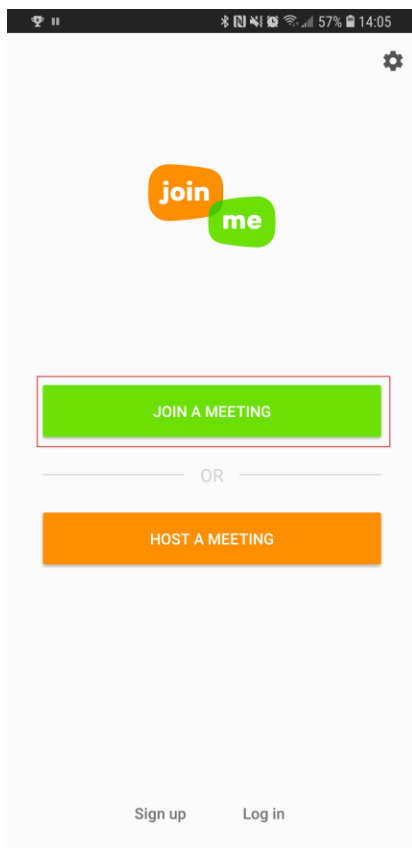 57% 14:05
join
me
JOIN A MEETING
OR
HOST A MEETING
Sign up Log in